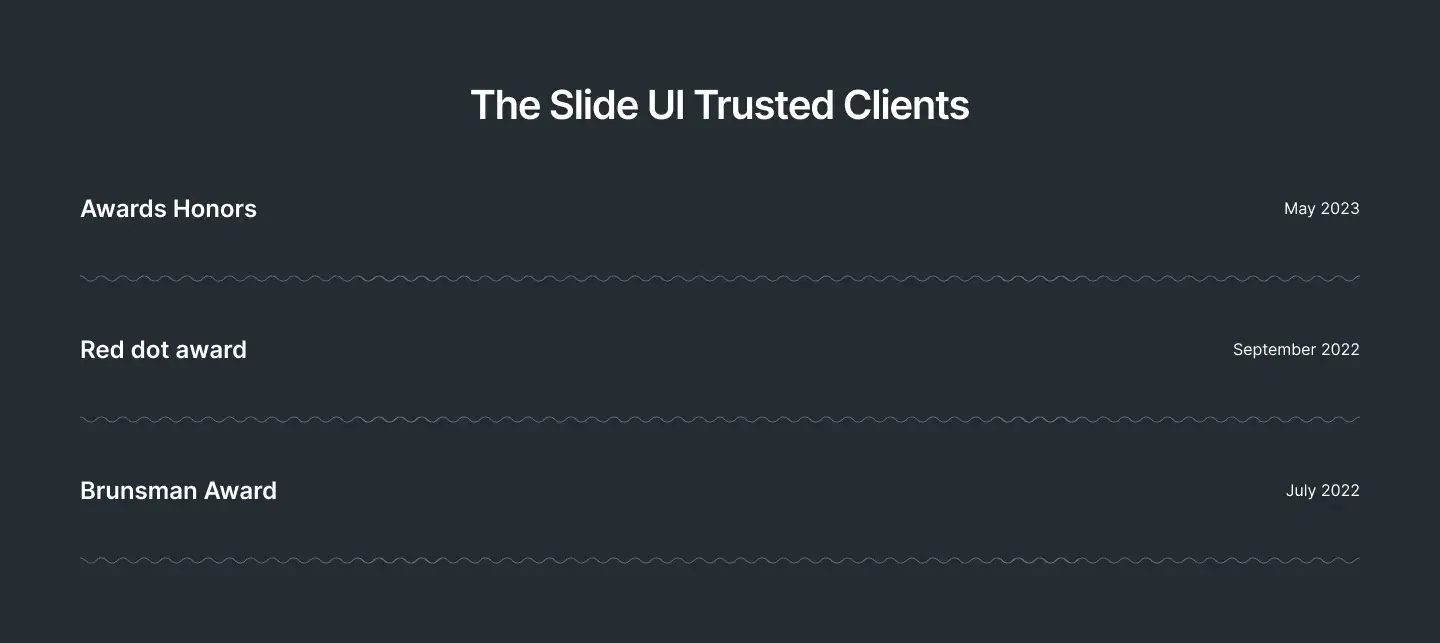 The Slide UI Trusted Clients
Awards Honors
May 2023
Red dot award
September 2022
Brunsman Award
July 2022